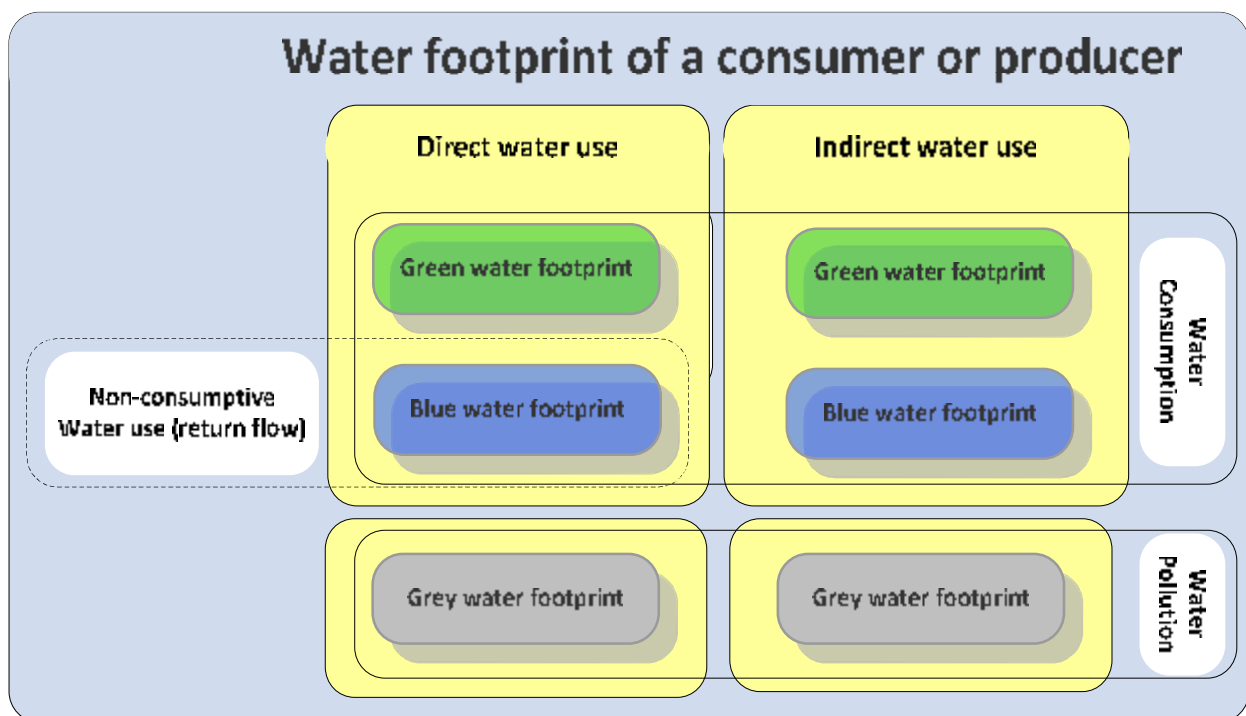 Water footprint of a consumer or producer
Direct water use
Indirect water use
Green water footprint
Green water footprint
Water
Consumption
Non-consumptive
Water use (return flow)
Blue water footprint
Blue water footprint
Grey water footprint
Grey water footprint
Water
Pollution